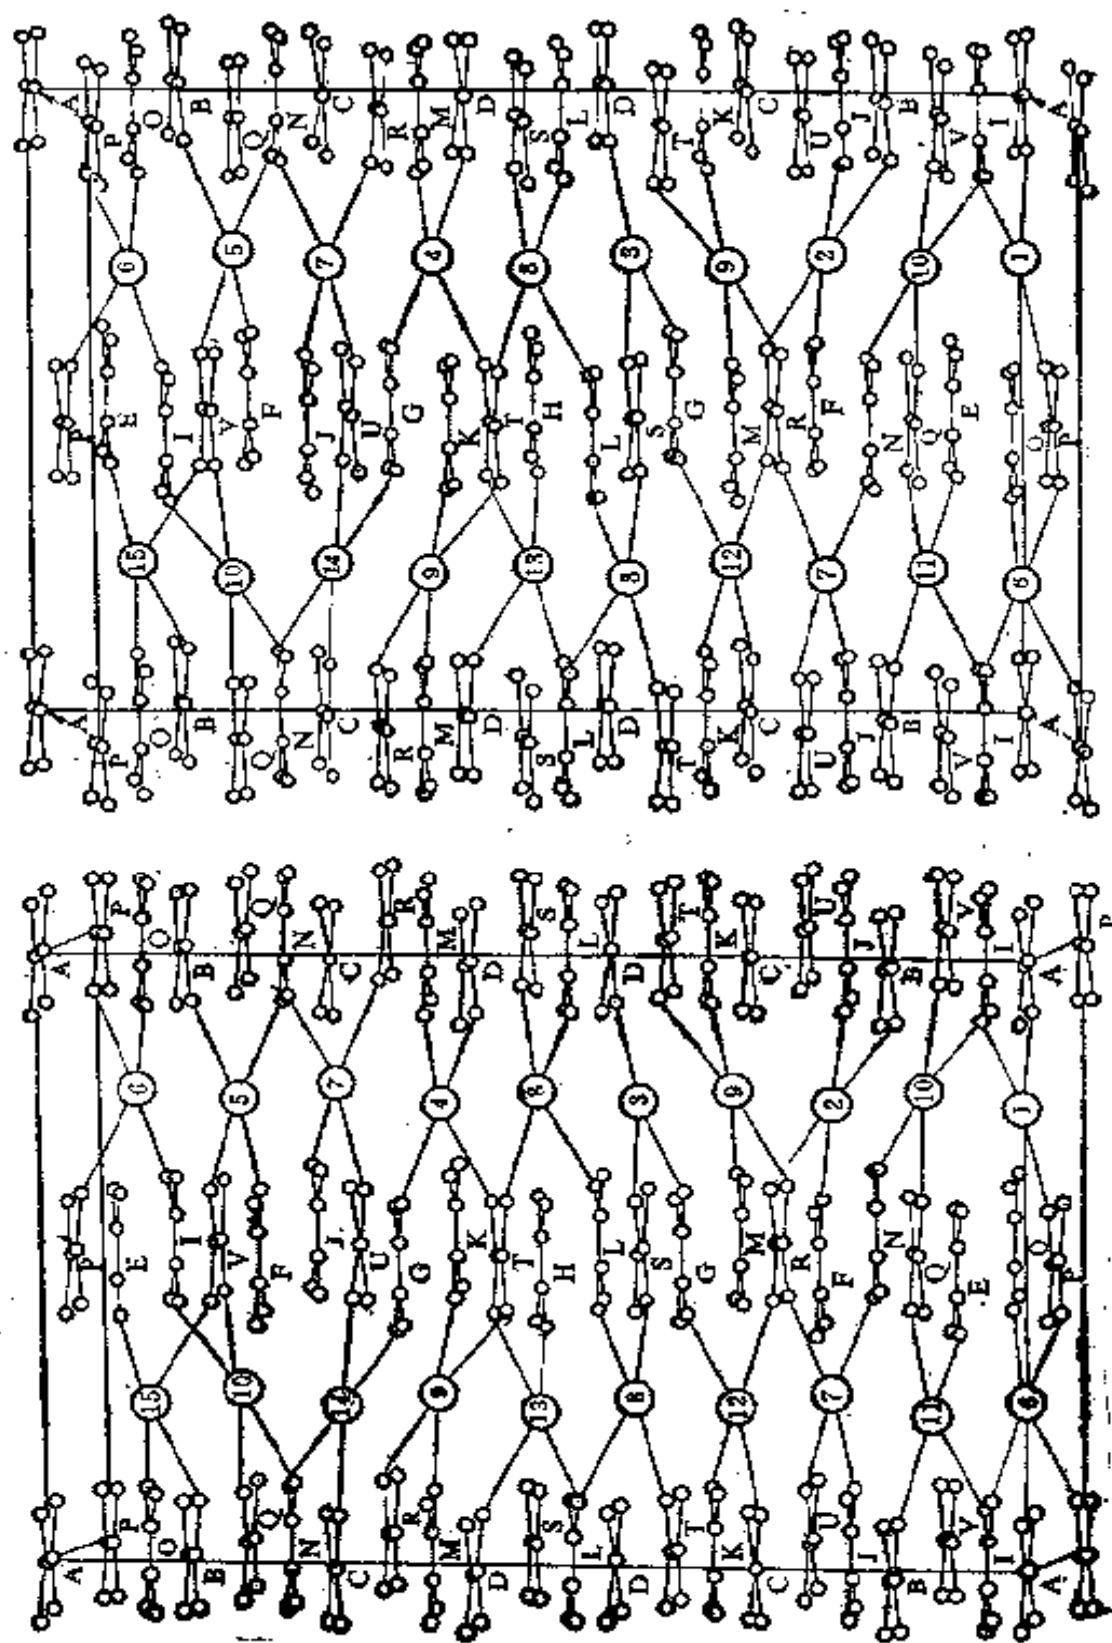 A A A A
P P P P P P
15 E 6 15 E 6
O O O O
I I
B B B B
V V
10 5 10 5
Q Q Q Q
F F
N N N N
14 J 7 14 J 7
C C C C
U U
R R R R
G G
M M M M
9 4 9 4
K K
D D D D
T T
13 8 13 8
S S S S
H H
L L L L
L L
D D D D
8 3 8 3
S S
T T T T
G G
K K K K
12 9 12 9
M M
C C C C
R R
U U U U
7 2 7 2
F F
J J J J
N N
B B B B
11 10 11 10
Q Q
V V V V
E E
I I I I
6 1 6 1
O O
A A A A
P P P